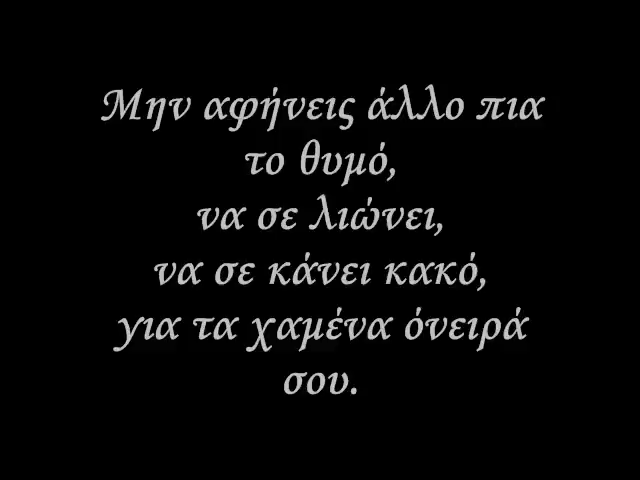 Μην αφήνεις άλλο πια
το θυμό,
να σε λιώνει,
να σε κάνει κακό,
για τα χαμένα όνειρά
σου.